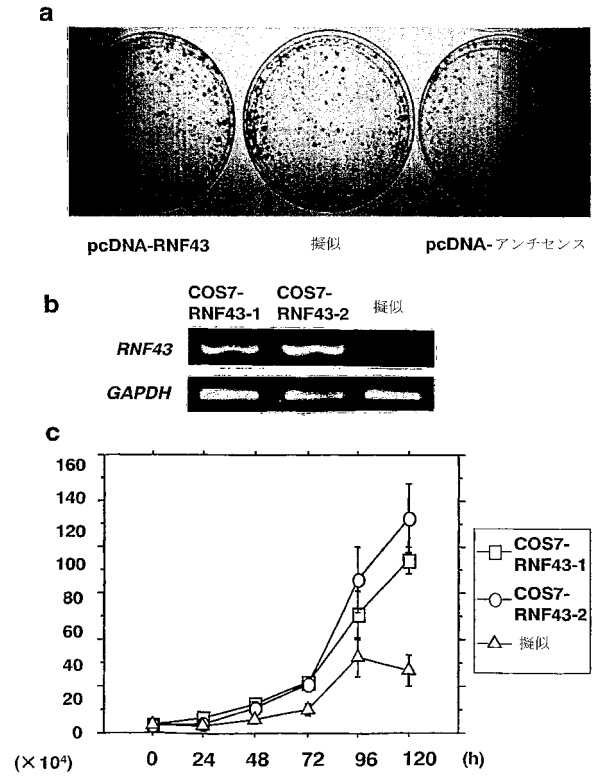 a
pcDNA-RNF43 擬似 pcDNA-アンチセンス
b
COS7-RNF43-1 COS7-RNF43-2 擬似
RNF43
GAPDH
c
160
140
120
100
80
60
40
20
0
(×10⁴) 0 24 48 72 96 120 (h)
COS7-RNF43-1
COS7-RNF43-2
擬似